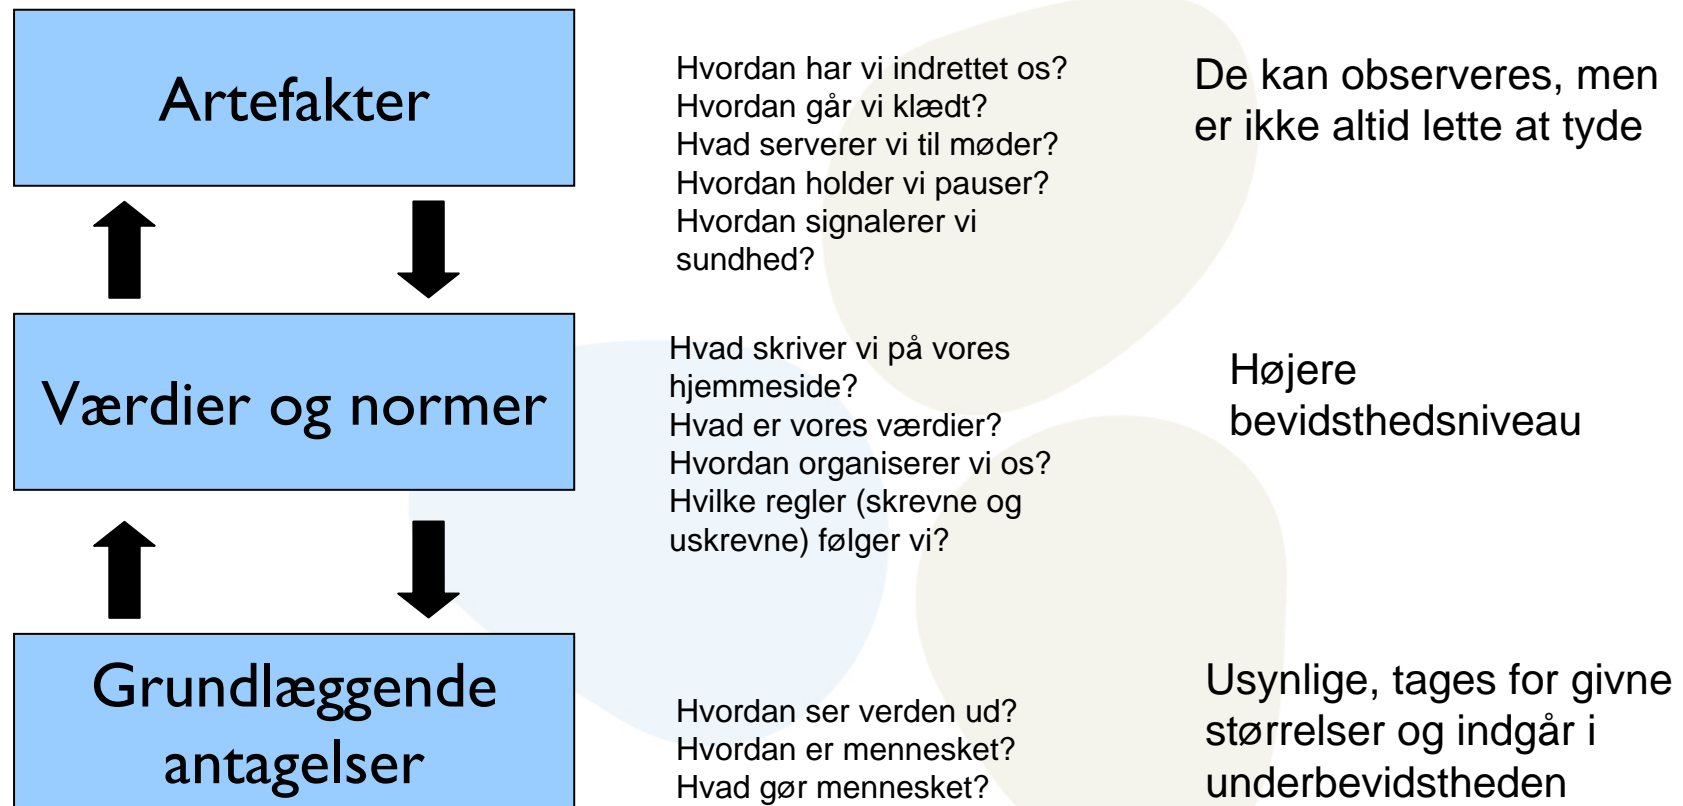 Artefakter
Hvordan har vi indrettet os?
Hvordan går vi klædt?
Hvad serverer vi til møder?
Hvordan holder vi pauser?
Hvordan signalerer vi
sundhed?
De kan observeres, men
er ikke altid lette at tyde
Værdier og normer
Hvad skriver vi på vores
hjemmeside?
Hvad er vores værdier?
Hvordan organiserer vi os?
Hvilke regler (skrevne og
uskrevne) følger vi?
Højere
bevidsthedsniveau
Grundlæggende
antagelser
Hvordan ser verden ud?
Hvordan er mennesket?
Hvad gør mennesket?
Usynlige, tages for givne
størrelser og indgår i
underbevidstheden